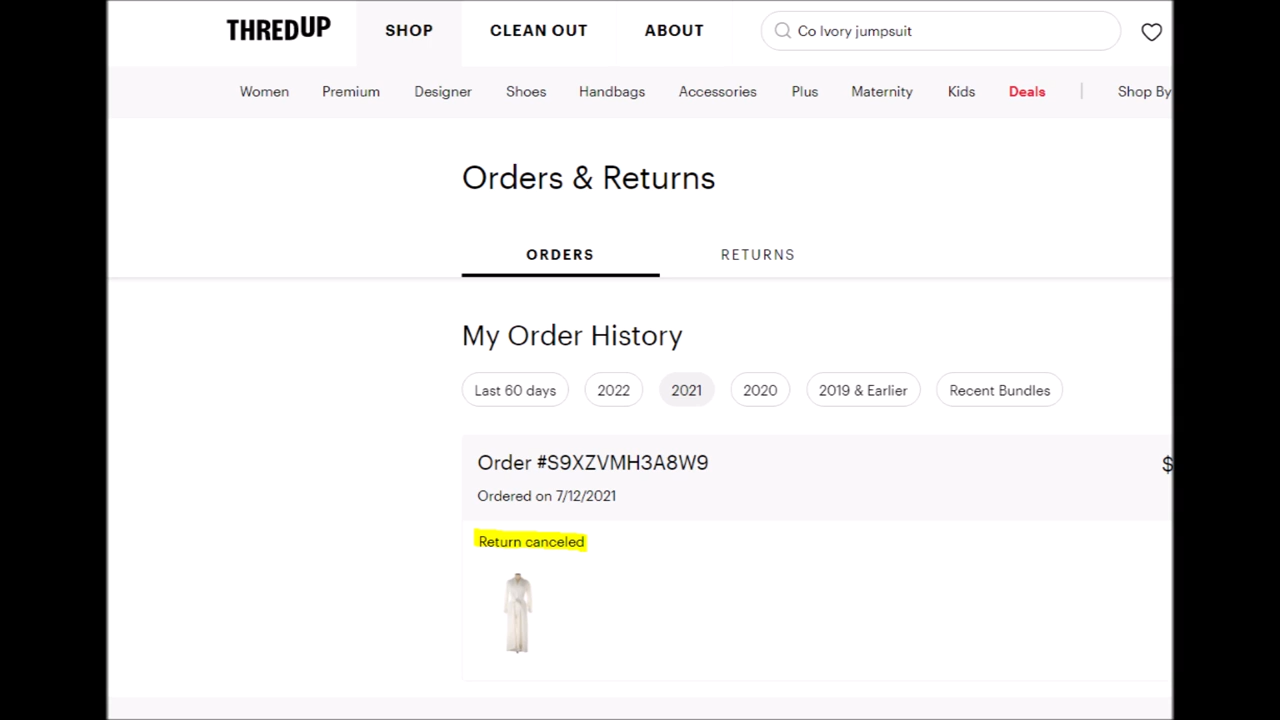 THREDUP SHOP CLEAN OUT ABOUT Co Ivory jumpsuit
Women Premium Designer Shoes Handbags Accessories Plus Maternity Kids Deals | Shop By
Orders & Returns
ORDERS RETURNS
My Order History
Last 60 days 2022 2021 2020 2019 & Earlier Recent Bundles
Order #S9XZVMH3A8W9 $
Ordered on 7/12/2021
Return canceled